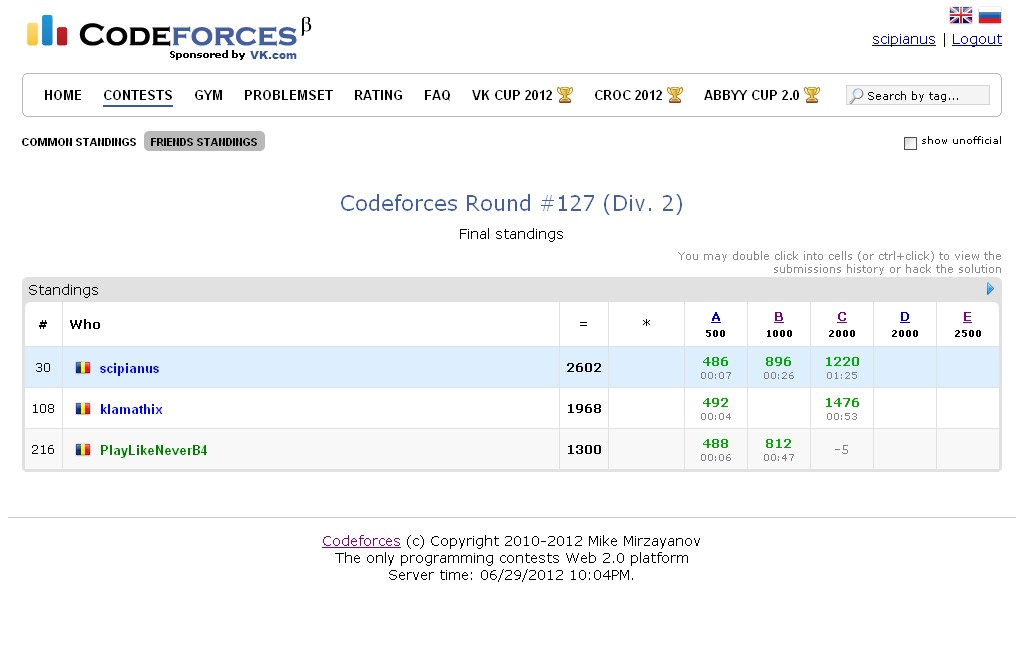 CODEFORCES β
Sponsored by VK.com
scipianus | Logout
HOME CONTESTS GYM PROBLEMSET RATING FAQ VK CUP 2012 CROC 2012 ABBYY CUP 2.0 Search by tag...
COMMON STANDINGS FRIENDS STANDINGS show unofficial
Codeforces Round #127 (Div. 2)
Final standings
You may double click into cells (or ctrl+click) to view the
submissions history or hack the solution
Standings
# Who = * A B C D E
500 1000 2000 2000 2500
30 scipianus 2602 486 896 1220
00:07 00:26 01:25
108 klamathix 1968 492 1476
00:04 00:53
216 PlayLikeNeverB4 1300 488 812 -5
00:06 00:47
Codeforces (c) Copyright 2010-2012 Mike Mirzayanov
The only programming contests Web 2.0 platform
Server time: 06/29/2012 10:04PM.